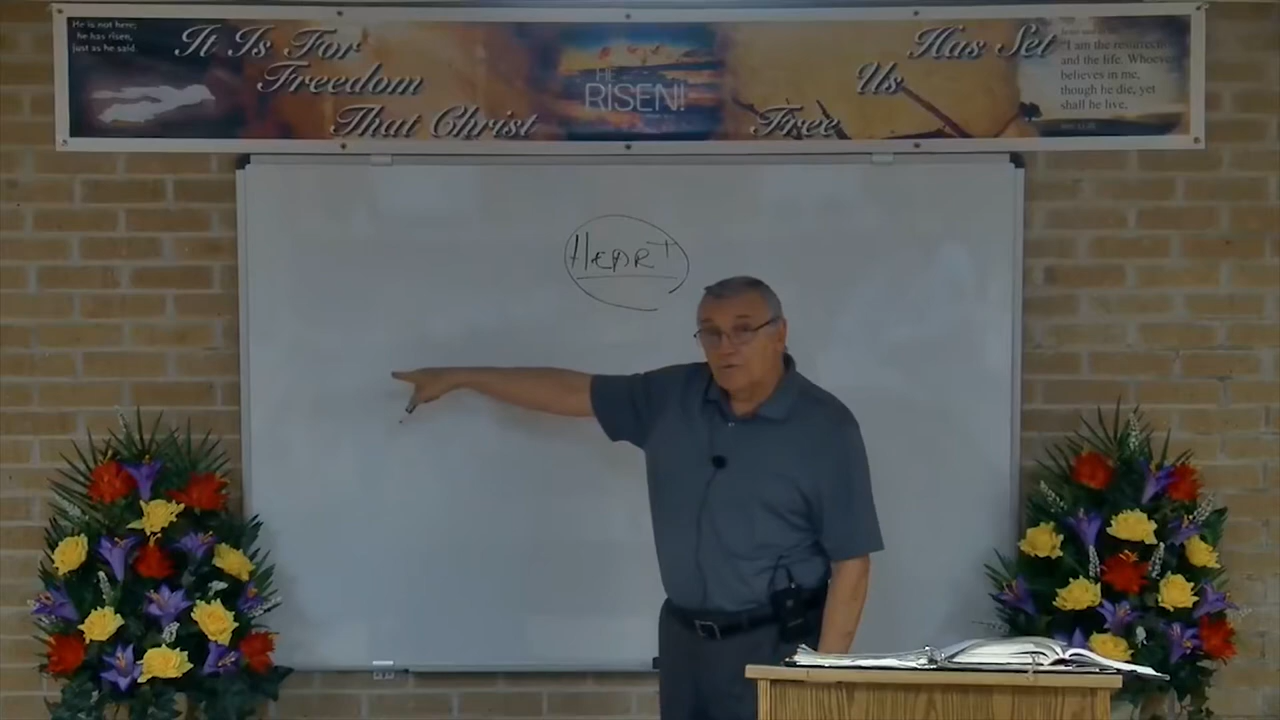 He is not here;
he has risen,
just as he said.
It Is For
Freedom
That Christ
HE
RISEN!
Has Set
Us
Free
"I am the resurrection
and the life. Whoever
believes in me,
though he die, yet
shall he live,
HEART